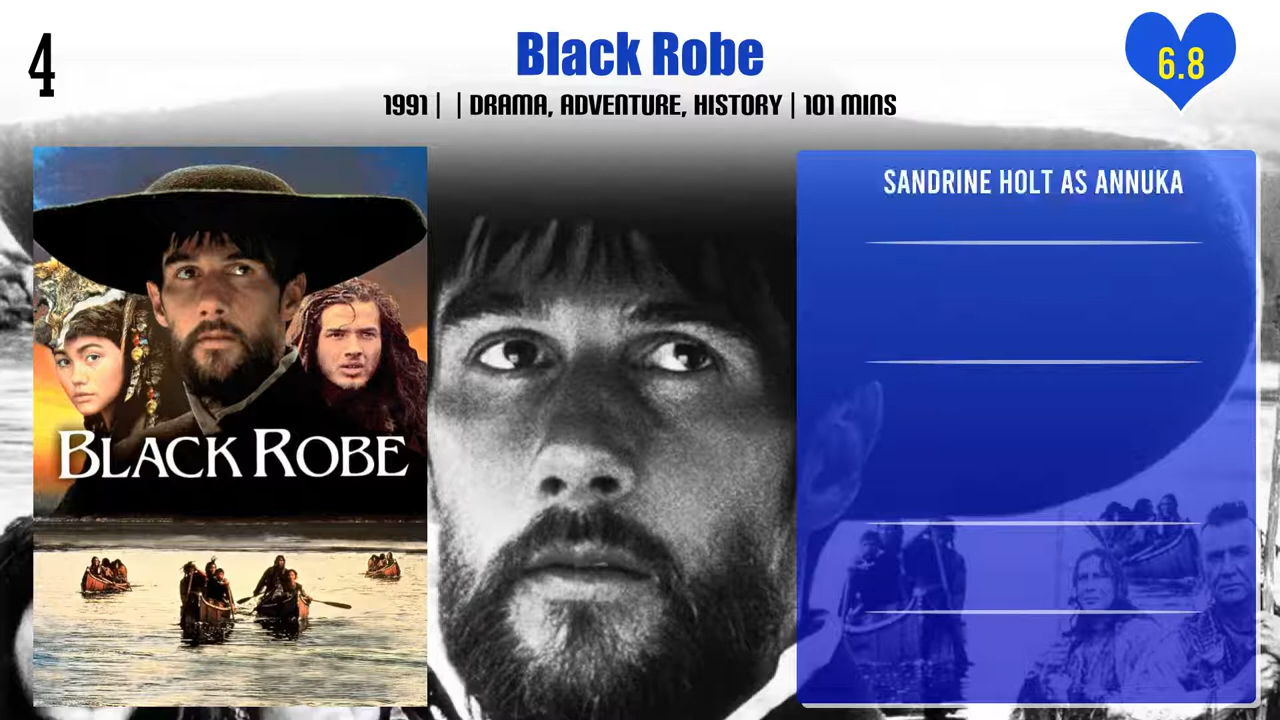 4
Black Robe
6.8
1991 | | DRAMA, ADVENTURE, HISTORY | 101 MINS
SANDRINE HOLT AS ANNUKA
BLACK ROBE